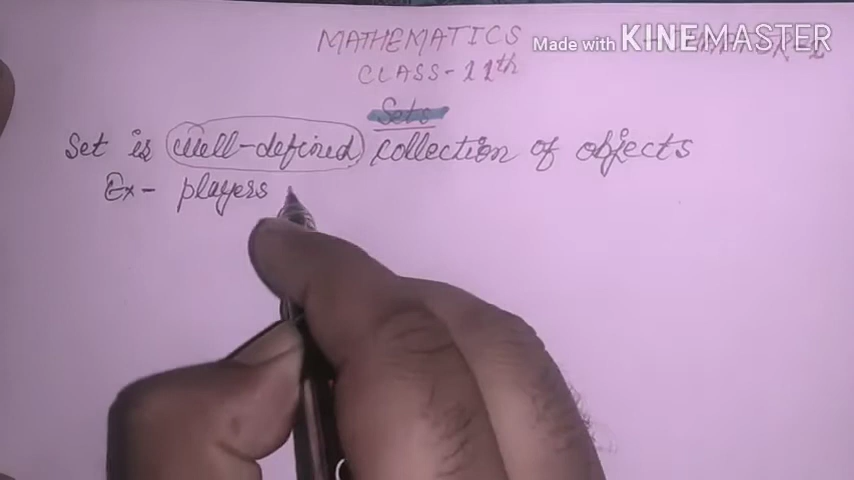 MATHEMATICS
Made with KINEMASTER
CLASS-11th
Sets
Set is well-defined collection of objects
Ex- players